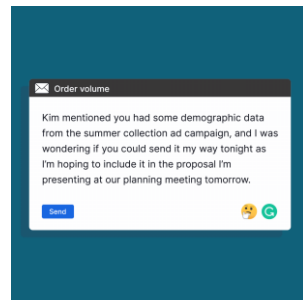 Order volume
Kim mentioned you had some demographic data
from the summer collection ad campaign, and I was
wondering if you could send it my way tonight as
I'm hoping to include it in the proposal I'm
presenting at our planning meeting tomorrow.
Send